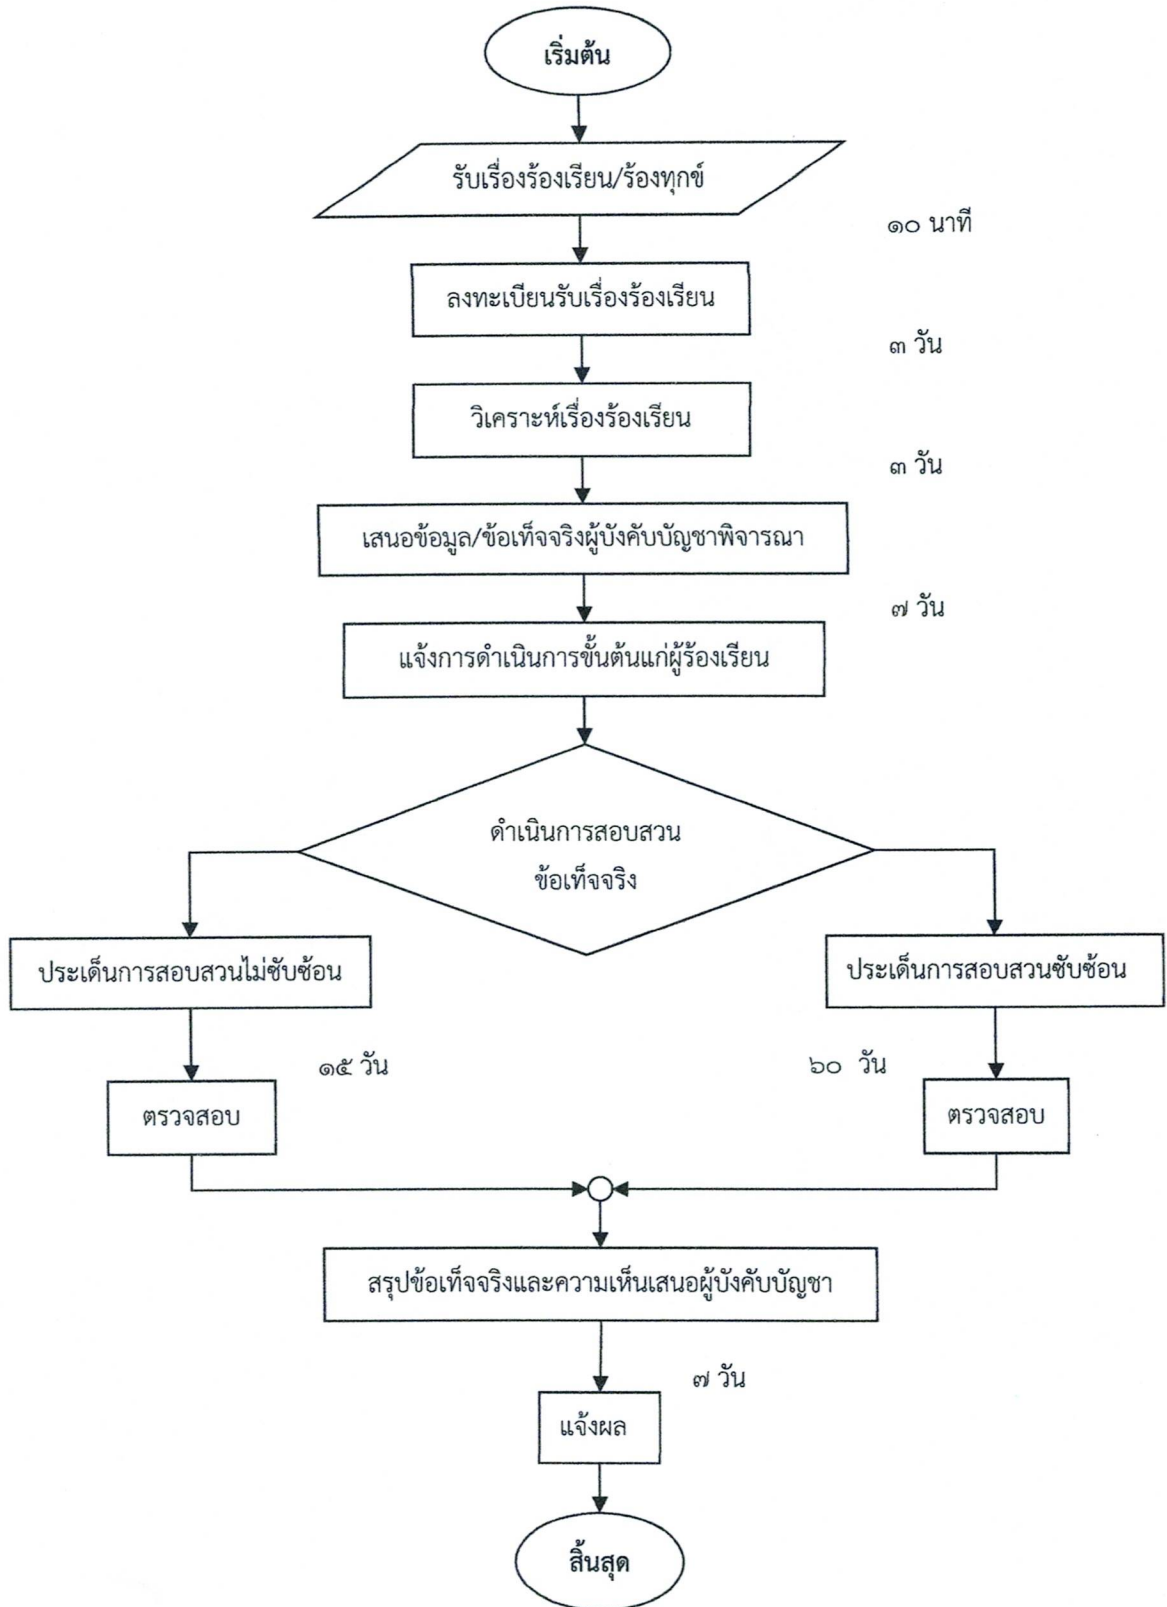 เริ่มต้น
รับเรื่องร้องเรียน/ร้องทุกข์
๑๐ นาที
ลงทะเบียนรับเรื่องร้องเรียน
๓ วัน
วิเคราะห์เรื่องร้องเรียน
๓ วัน
เสนอข้อมูล/ข้อเท็จจริงผู้บังคับบัญชาพิจารณา
๗ วัน
แจ้งการดำเนินการขั้นต้นแก่ผู้ร้องเรียน
ดำเนินการสอบสวน
ข้อเท็จจริง
ประเด็นการสอบสวนไม่ซับซ้อน
ประเด็นการสอบสวนซับซ้อน
๑๕ วัน
๖๐ วัน
ตรวจสอบ
ตรวจสอบ
สรุปข้อเท็จจริงและความเห็นเสนอผู้บังคับบัญชา
๗ วัน
แจ้งผล
สิ้นสุด